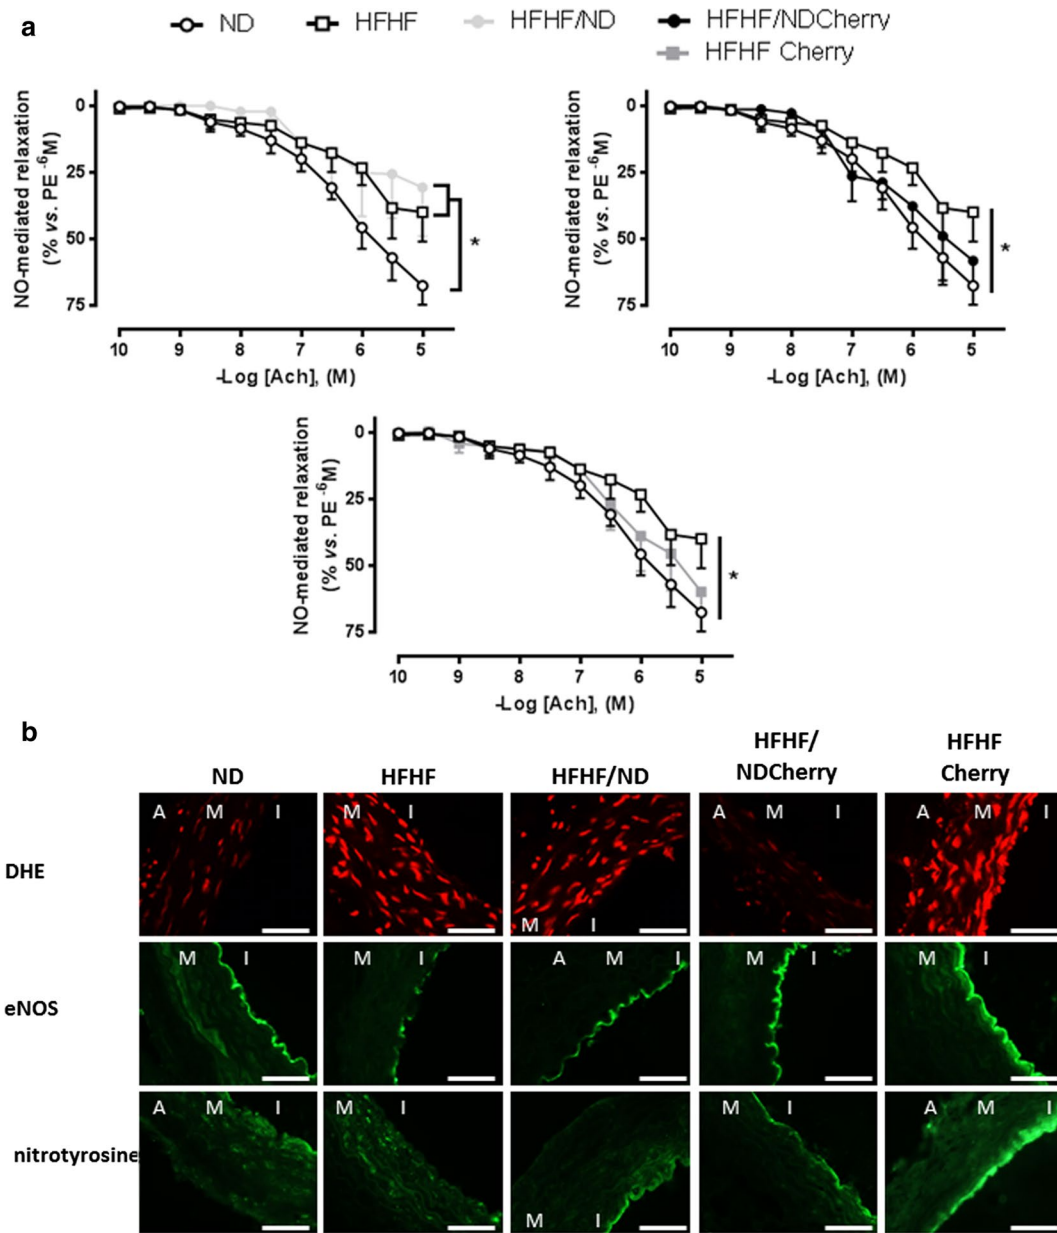 a
ND HFHF HFHF/ND HFHF/NDCherry
HFHF Cherry
NO-mediated relaxation
(% vs. PE -6M)
0
25
50
75
*
10 9 8 7 6 5
-Log [Ach], (M)
NO-mediated relaxation
(% vs. PE -6M)
0
25
50
75
*
10 9 8 7 6 5
-Log [Ach], (M)
NO-mediated relaxation
(% vs. PE -6M)
0
25
50
75
*
10 9 8 7 6 5
-Log [Ach], (M)
b
ND HFHF HFHF/ND HFHF/
NDCherry HFHF
Cherry
DHE
A M I
M I
M I
A M I
A M I
eNOS
M I
M I
A M I
M I
M I
nitrotyrosine
A M I
M I
M I
M I
A M I